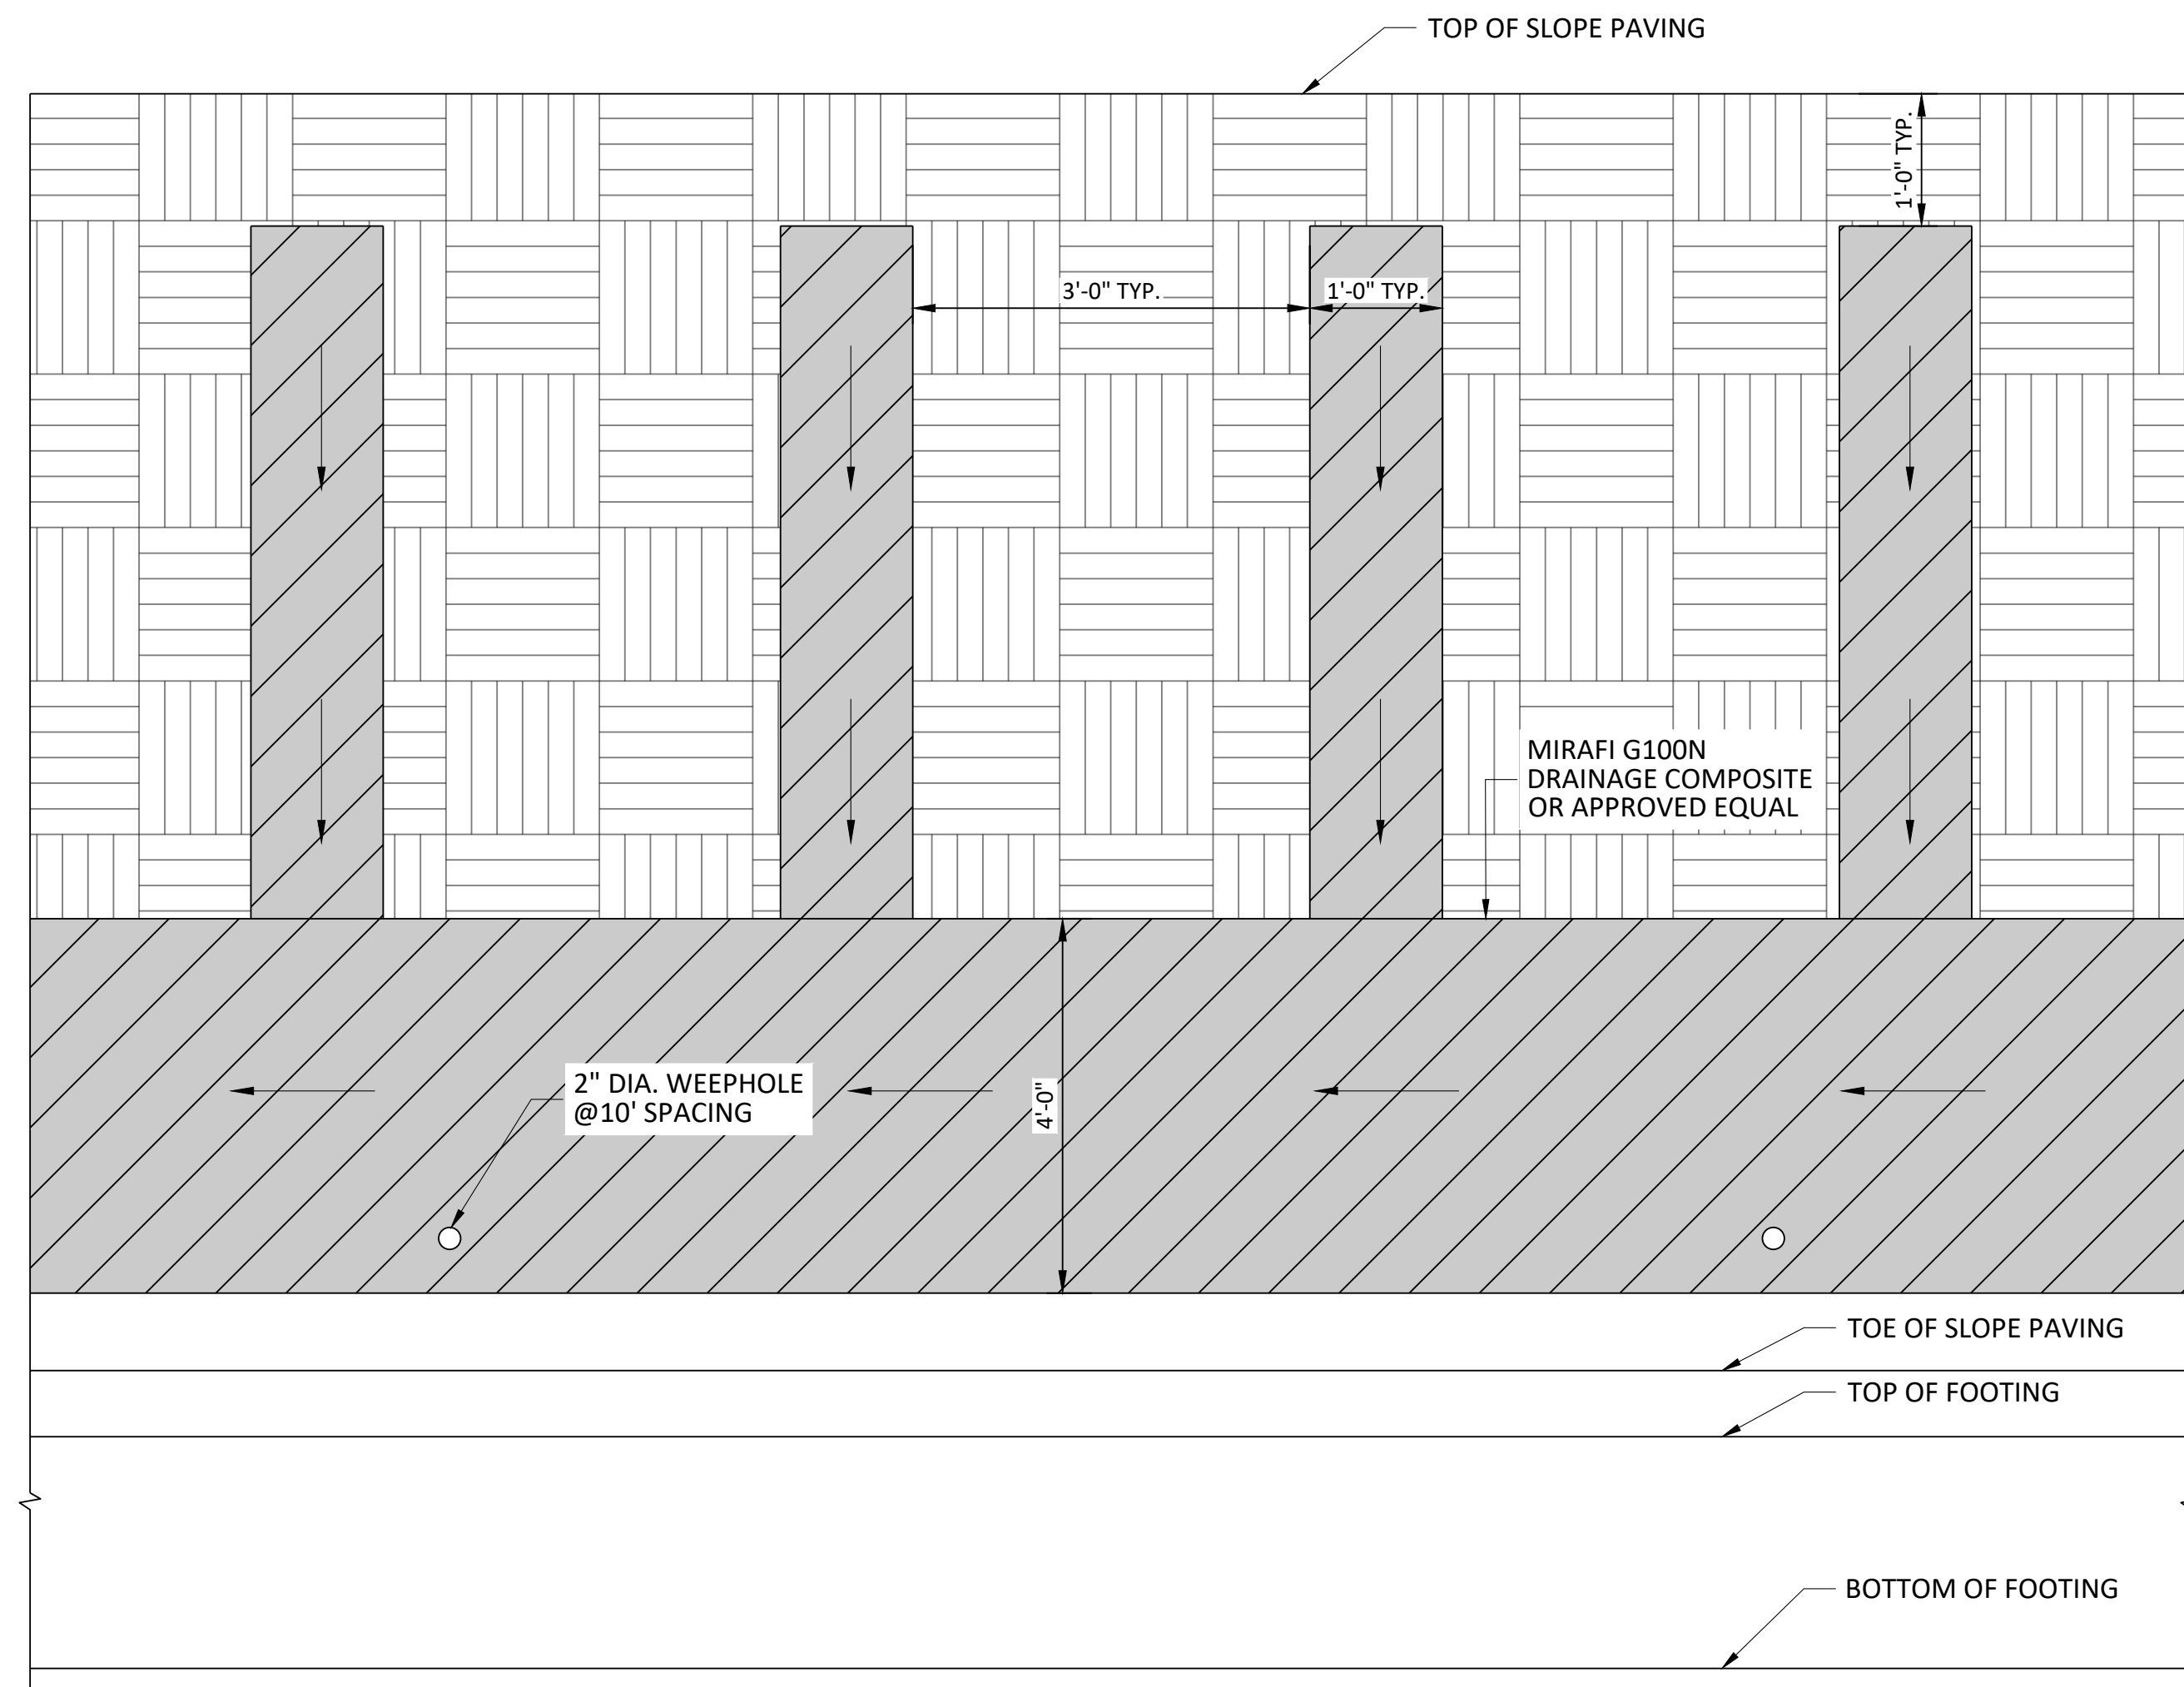 TOP OF SLOPE PAVING
1'-0" TYP.
3'-0" TYP.
1'-0" TYP.
MIRAFI G100N
DRAINAGE COMPOSITE
OR APPROVED EQUAL
2" DIA. WEEPHOLE
@10' SPACING
4'-0"
TOE OF SLOPE PAVING
TOP OF FOOTING
BOTTOM OF FOOTING